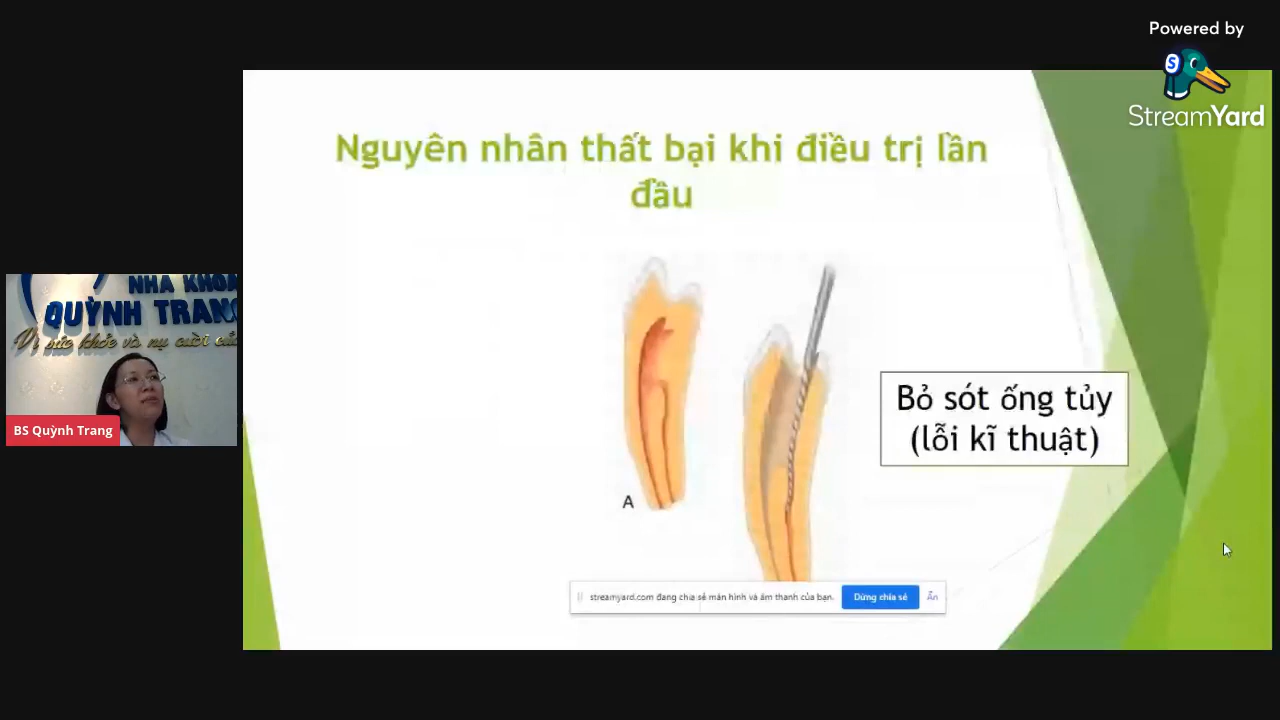 Powered by
StreamYard
Nguyên nhân thất bại khi điều trị lần
đầu
NHA KHOA
QUỲNH TRANG
Vì sức khỏe và nụ cười
BS Quỳnh Trang
Bỏ sót ống tủy
(lỗi kĩ thuật)
A
streamyard.com đang chia sẻ màn hình và âm thanh của bạn.
Dừng chia sẻ
Ẩn